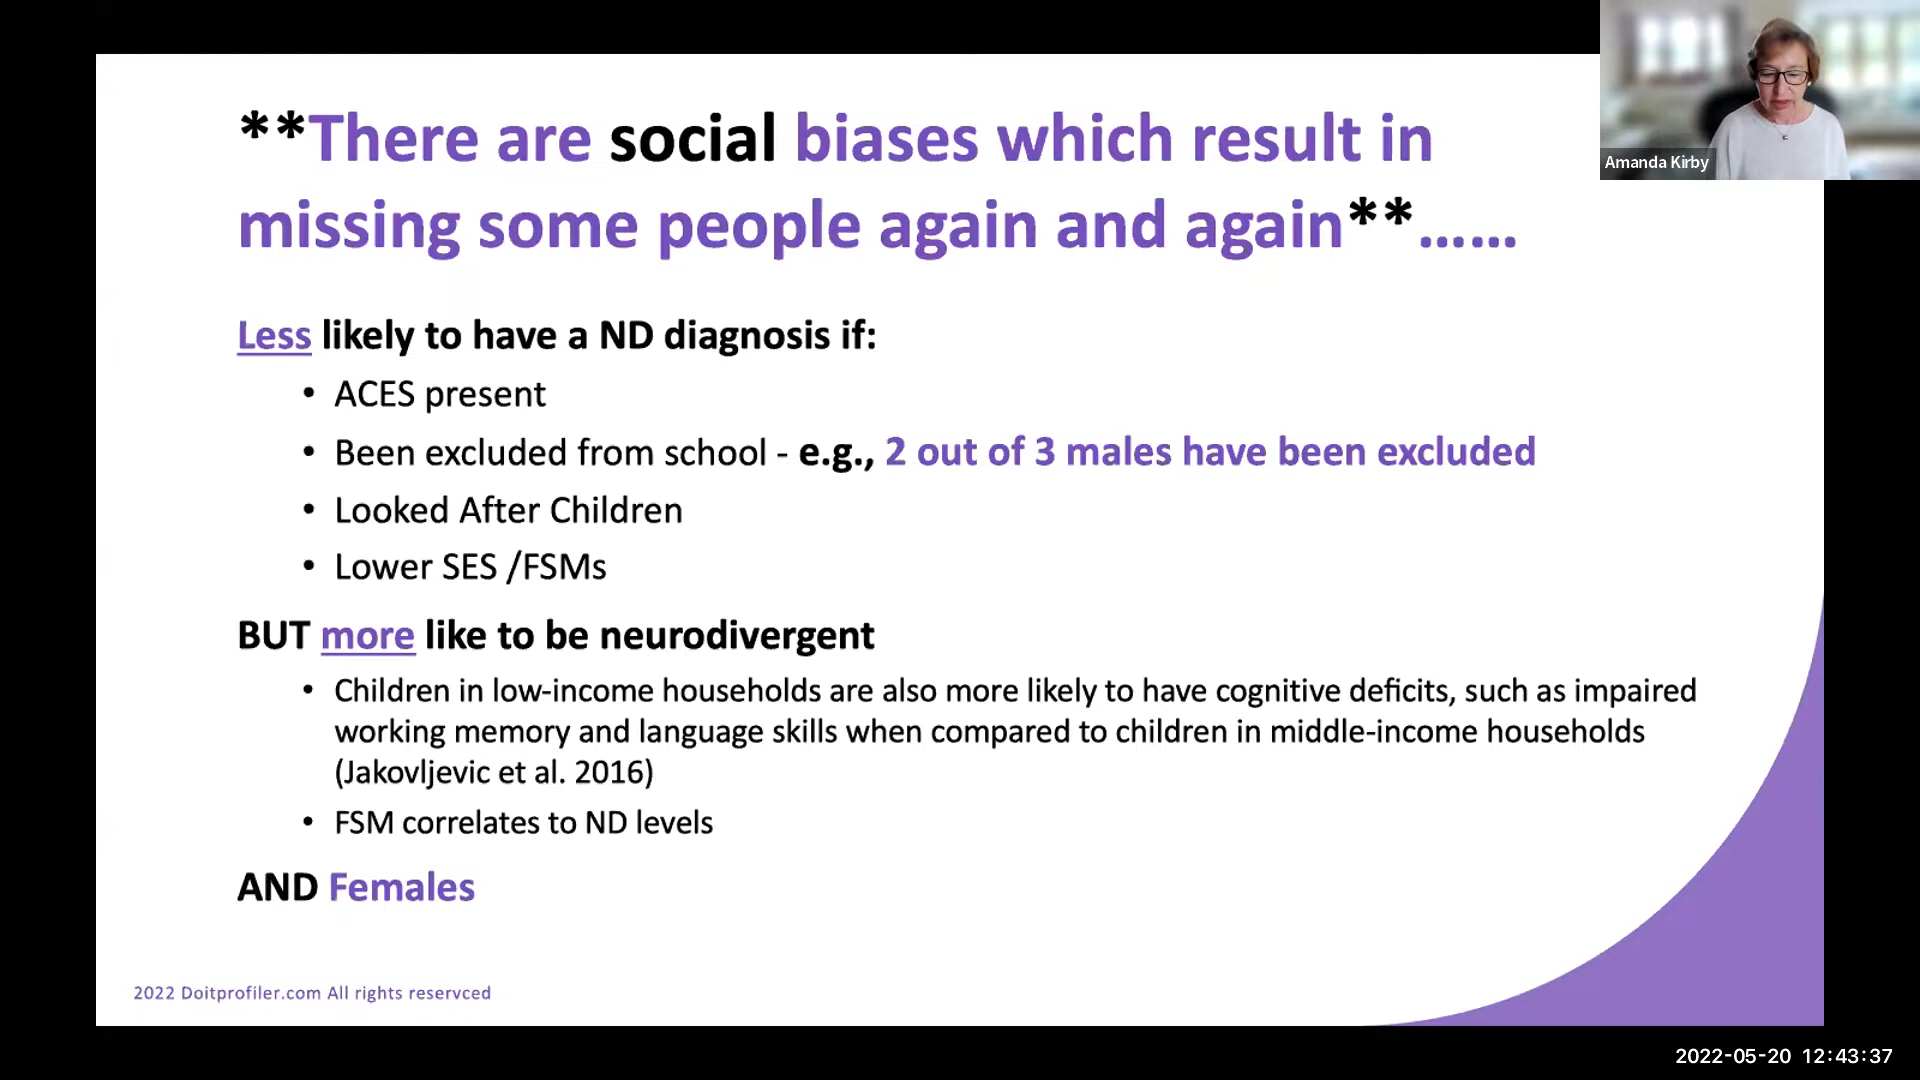 **There are social biases which result in
missing some people again and again**......
Amanda Kirby
Less likely to have a ND diagnosis if:
• ACES present
• Been excluded from school - e.g., 2 out of 3 males have been excluded
• Looked After Children
• Lower SES /FSMs
BUT more like to be neurodivergent
• Children in low-income households are also more likely to have cognitive deficits, such as impaired
working memory and language skills when compared to children in middle-income households
(Jakovljevic et al. 2016)
• FSM correlates to ND levels
AND Females
2022 Doitprofiler.com All rights reservced
2022-05-20 12:43:37